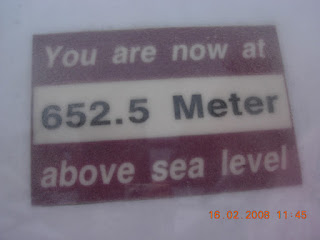 You are now at
652.5 Meter
above sea level
16.02.2008 11:45